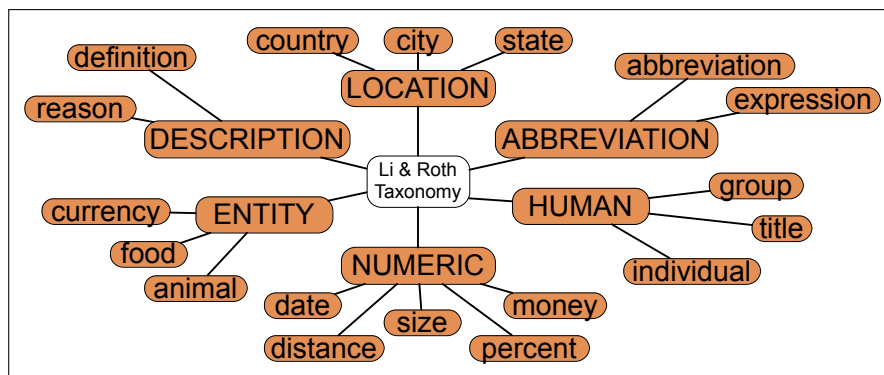 country
city
state
definition
abbreviation
LOCATION
expression
reason
DESCRIPTION
ABBREVIATION
Li & Roth
Taxonomy
group
currency
ENTITY
HUMAN
title
food
individual
animal
NUMERIC
date
size
money
distance
percent